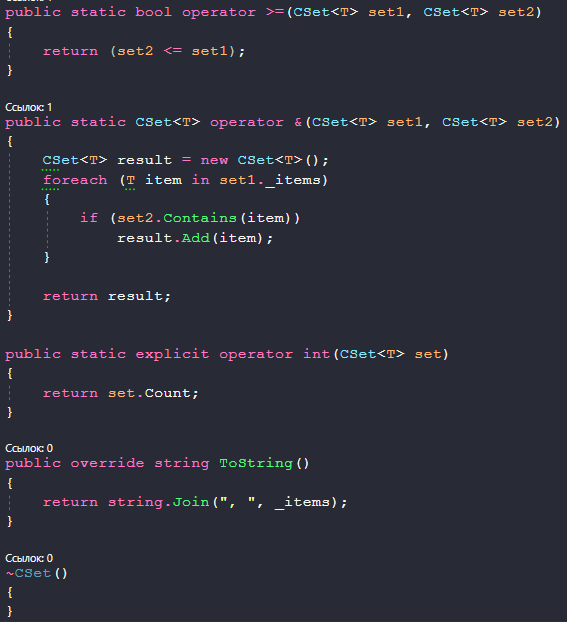 public static bool operator >=(CSet<T> set1, CSet<T> set2)
{
    return (set2 <= set1);
}
Ссылок: 1
public static CSet<T> operator &(CSet<T> set1, CSet<T> set2)
{
    CSet<T> result = new CSet<T>();
    foreach (T item in set1._items)
    {
        if (set2.Contains(item))
            result.Add(item);
    }
    return result;
}
public static explicit operator int(CSet<T> set)
{
    return set.Count;
}
Ссылок: 0
public override string ToString()
{
    return string.Join(", ", _items);
}
Ссылок: 0
~CSet()
{
}